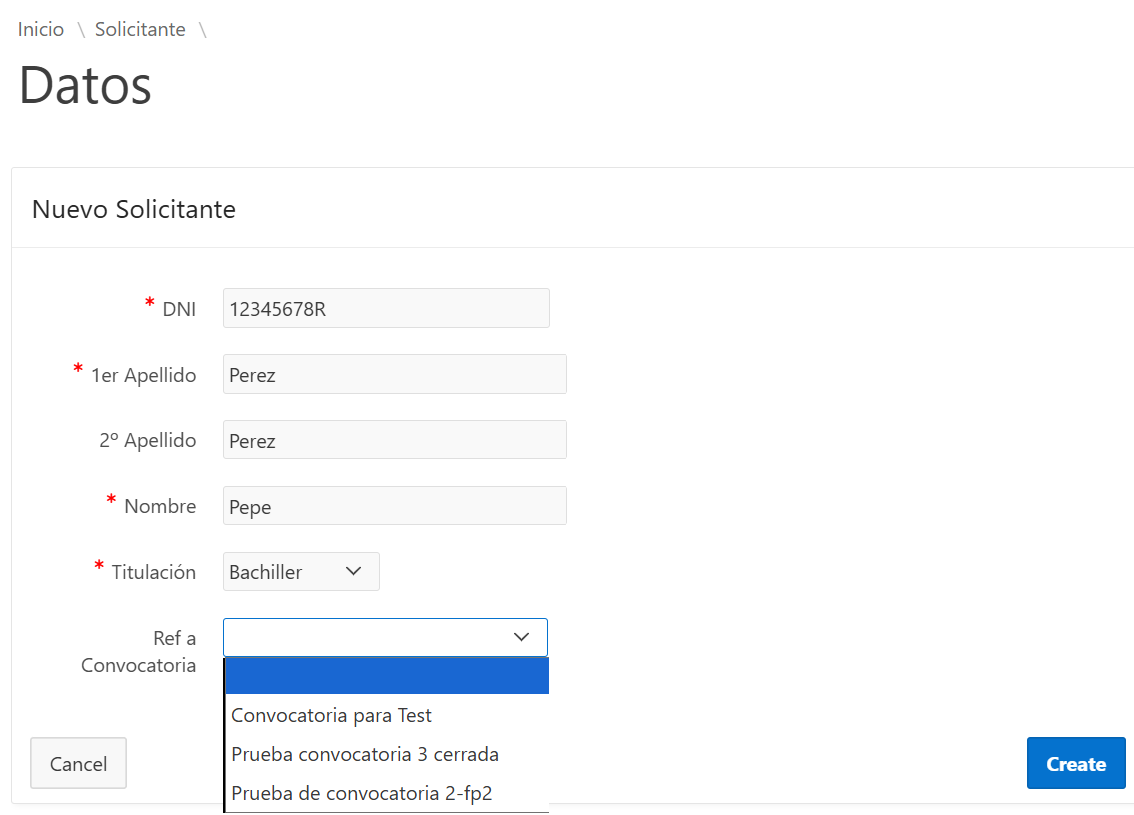 Inicio \ Solicitante \
Datos
Nuevo Solicitante
* DNI 12345678R
* 1er Apellido Perez
2º Apellido Perez
* Nombre Pepe
* Titulación Bachiller
Ref a
Convocatoria
Convocatoria para Test
Prueba convocatoria 3 cerrada
Prueba de convocatoria 2-fp2
Cancel
Create